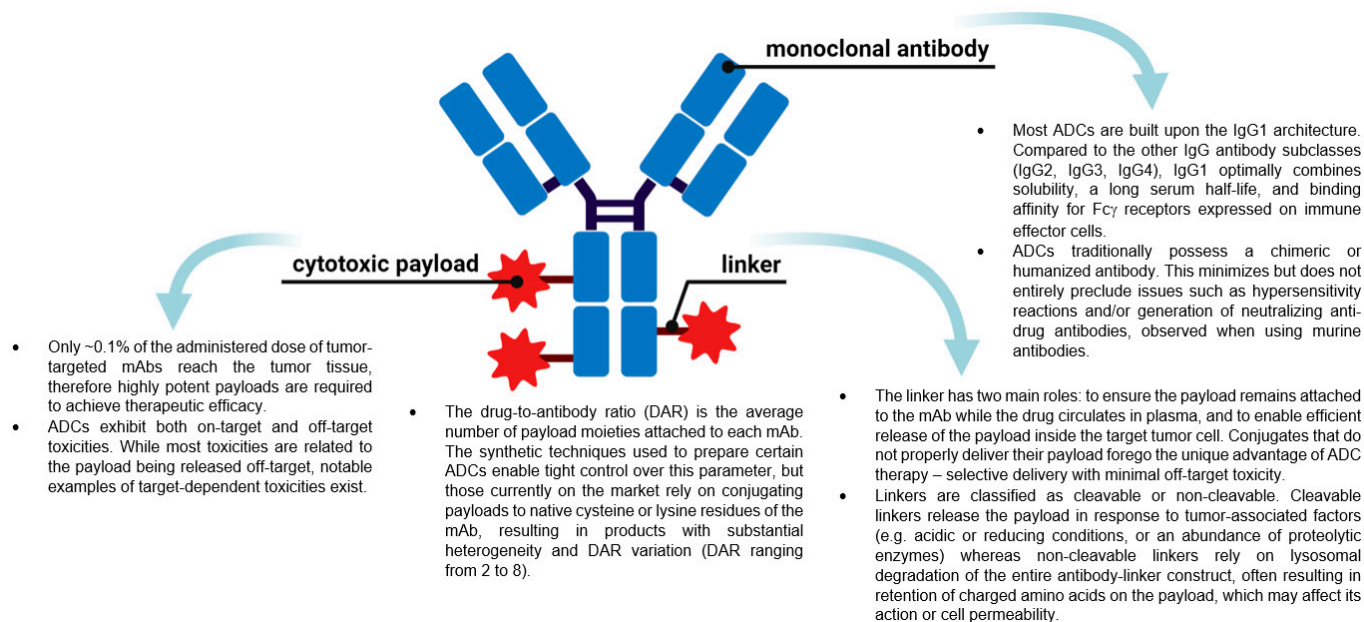 monoclonal antibody
• Most ADCs are built upon the IgG1 architecture.
Compared to the other IgG antibody subclasses
(IgG2, IgG3, IgG4), IgG1 optimally combines
solubility, a long serum half-life, and binding
affinity for Fcγ receptors expressed on immune
effector cells.
• ADCs traditionally possess a chimeric or
humanized antibody. This minimizes but does not
entirely preclude issues such as hypersensitivity
reactions and/or generation of neutralizing anti-
drug antibodies, observed when using murine
antibodies.
cytotoxic payload
linker
• Only ~0.1% of the administered dose of tumor-
targeted mAbs reach the tumor tissue,
therefore highly potent payloads are required
to achieve therapeutic efficacy.
• ADCs exhibit both on-target and off-target
toxicities. While most toxicities are related to
the payload being released off-target, notable
examples of target-dependent toxicities exist.
• The drug-to-antibody ratio (DAR) is the average
number of payload moieties attached to each mAb.
The synthetic techniques used to prepare certain
ADCs enable tight control over this parameter, but
those currently on the market rely on conjugating
payloads to native cysteine or lysine residues of the
mAb, resulting in products with substantial
heterogeneity and DAR variation (DAR ranging
from 2 to 8).
• The linker has two main roles: to ensure the payload remains attached
to the mAb while the drug circulates in plasma, and to enable efficient
release of the payload inside the target tumor cell. Conjugates that do
not properly deliver their payload forego the unique advantage of ADC
therapy – selective delivery with minimal off-target toxicity.
• Linkers are classified as cleavable or non-cleavable. Cleavable
linkers release the payload in response to tumor-associated factors
(e.g. acidic or reducing conditions, or an abundance of proteolytic
enzymes) whereas non-cleavable linkers rely on lysosomal
degradation of the entire antibody-linker construct, often resulting in
retention of charged amino acids on the payload, which may affect its
action or cell permeability.